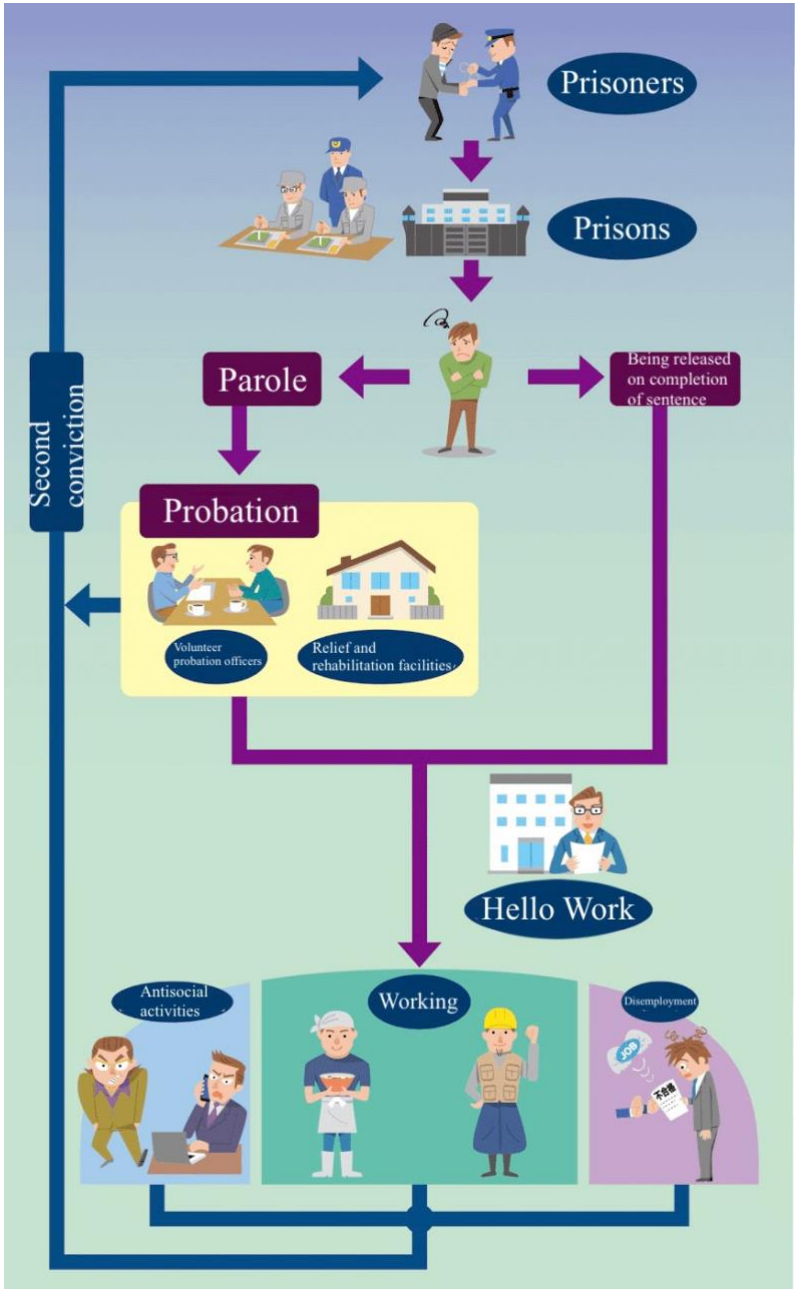 Prisoners
Prisons
Parole
Being released
on completion
of sentence
Second
conviction
Probation
Volunteer
probation officers
Relief and
rehabilitation facilities
Hello Work
Antisocial
activities
Working
Disemployment
JOB
不合格